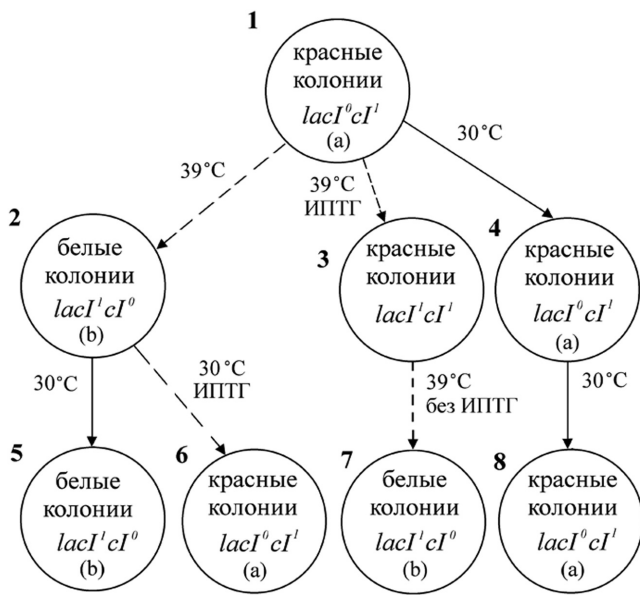 1
красные
колонии
lacI⁰cI¹
(a)
39°C
39°C
ИПТГ
30°C
2
белые
колонии
lacI¹cI⁰
(b)
3
красные
колонии
lacI¹cI¹
4
красные
колонии
lacI⁰cI¹
(a)
30°C
30°C
ИПТГ
39°C
без ИПТГ
30°C
5
белые
колонии
lacI¹cI⁰
(b)
6
красные
колонии
lacI⁰cI¹
(a)
7
белые
колонии
lacI¹cI⁰
(b)
8
красные
колонии
lacI⁰cI¹
(a)